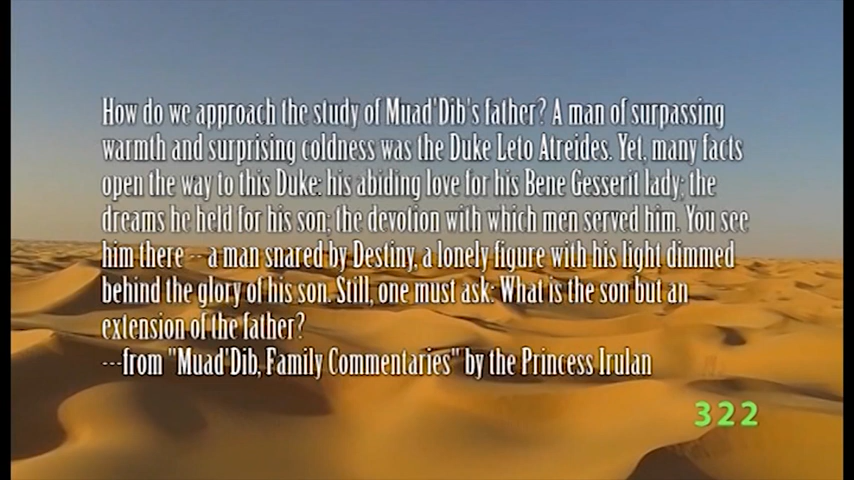 How do we approach the study of Muad'Dib's father? A man of surpassing
warmth and surprising coldness was the Duke Leto Atreides. Yet, many facts
open the way to this Duke: his abiding love for his Bene Gesserit lady; the
dreams he held for his son; the devotion with which men served him. You see
him there -- a man snared by Destiny, a lonely figure with his light dimmed
behind the glory of his son. Still, one must ask: What is the son but an
extension of the father?
---from "Muad'Dib, Family Commentaries" by the Princess Irulan
322